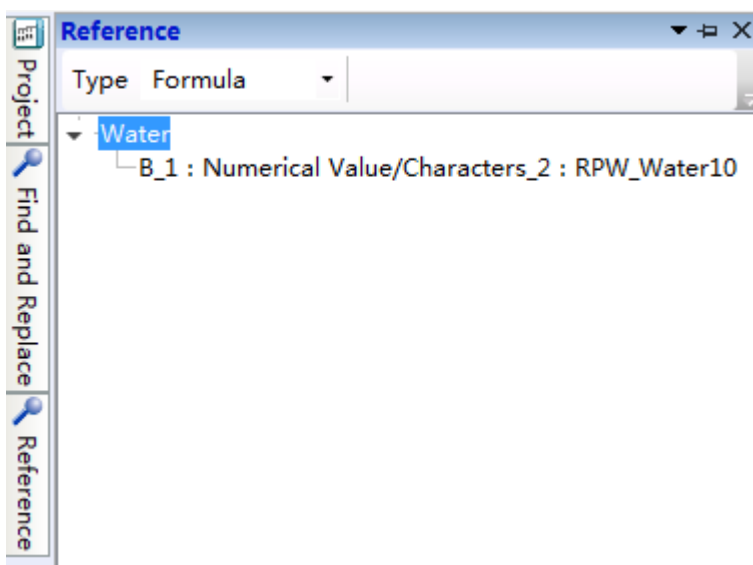 Reference
Type Formula
Water
B_1 : Numerical Value/Characters_2 : RPW_Water10
Project
Find and Replace
Reference